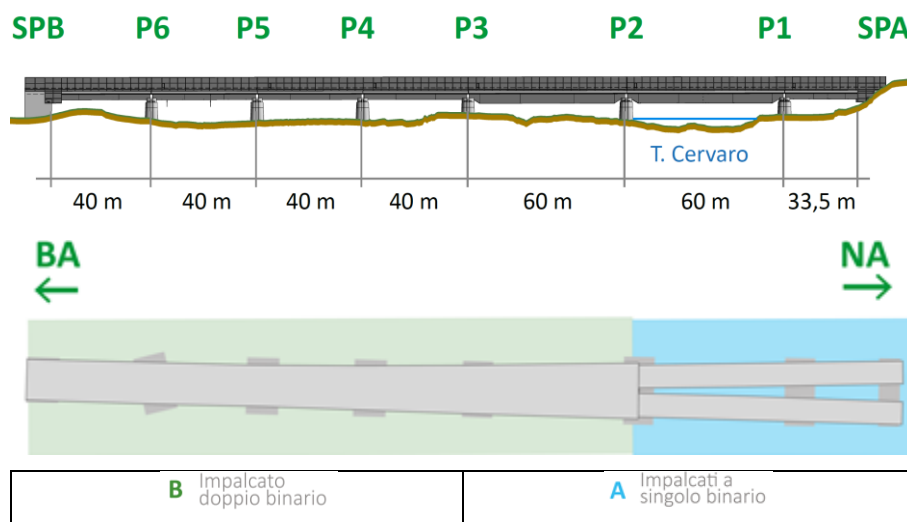 SPB P6 P5 P4 P3 P2 P1 SPA
T. Cervaro
40 m 40 m 40 m 40 m 60 m 60 m 33,5 m
BA NA
B Impalcato
doppio binario
A Impalcati a
singolo binario